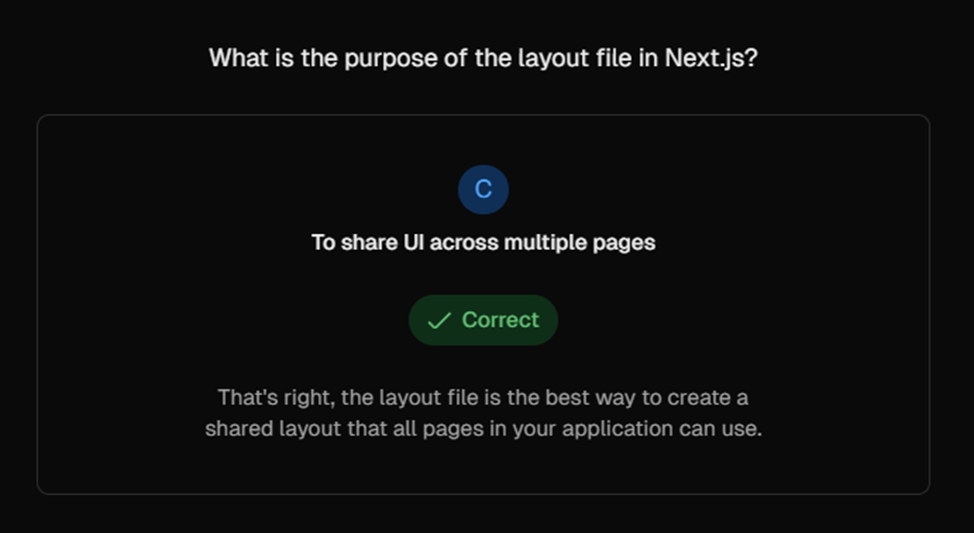 What is the purpose of the layout file in Next.js?
C
To share UI across multiple pages
Correct
That's right, the layout file is the best way to create a
shared layout that all pages in your application can use.